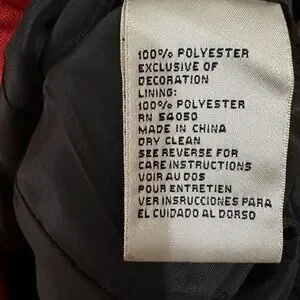 100% POLYESTER
EXCLUSIVE OF
DECORATION
LINING:
100% POLYESTER
RN 54050
MADE IN CHINA
DRY CLEAN
SEE REVERSE FOR
CARE INSTRUCTIONS
VOIR AU DOS
POUR ENTRETIEN
VER INSTRUCCIONES PARA
EL CUIDADO AL DORSO